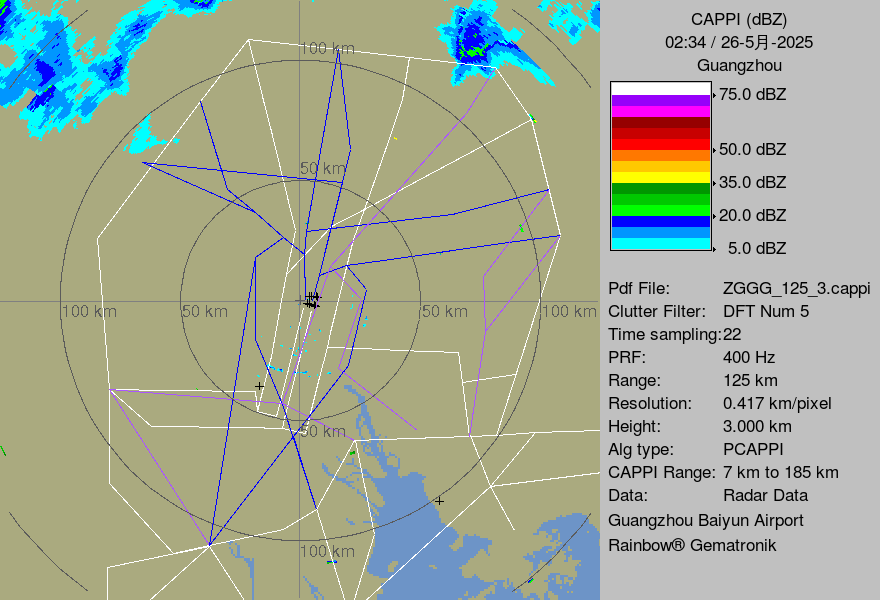 CAPPI (dBZ)
02:34 / 26-5月-2025
Guangzhou
75.0 dBZ
50.0 dBZ
35.0 dBZ
20.0 dBZ
5.0 dBZ
Pdf File: ZGGG_125_3.cappi
Clutter Filter: DFT Num 5
Time sampling:22
PRF: 400 Hz
Range: 125 km
Resolution: 0.417 km/pixel
Height: 3.000 km
Alg type: PCAPPI
CAPPI Range: 7 km to 185 km
Data: Radar Data
Guangzhou Baiyun Airport
Rainbow® Gematronik
100 km
50 km
100 km
50 km
50 km
100 km
50 km
100 km